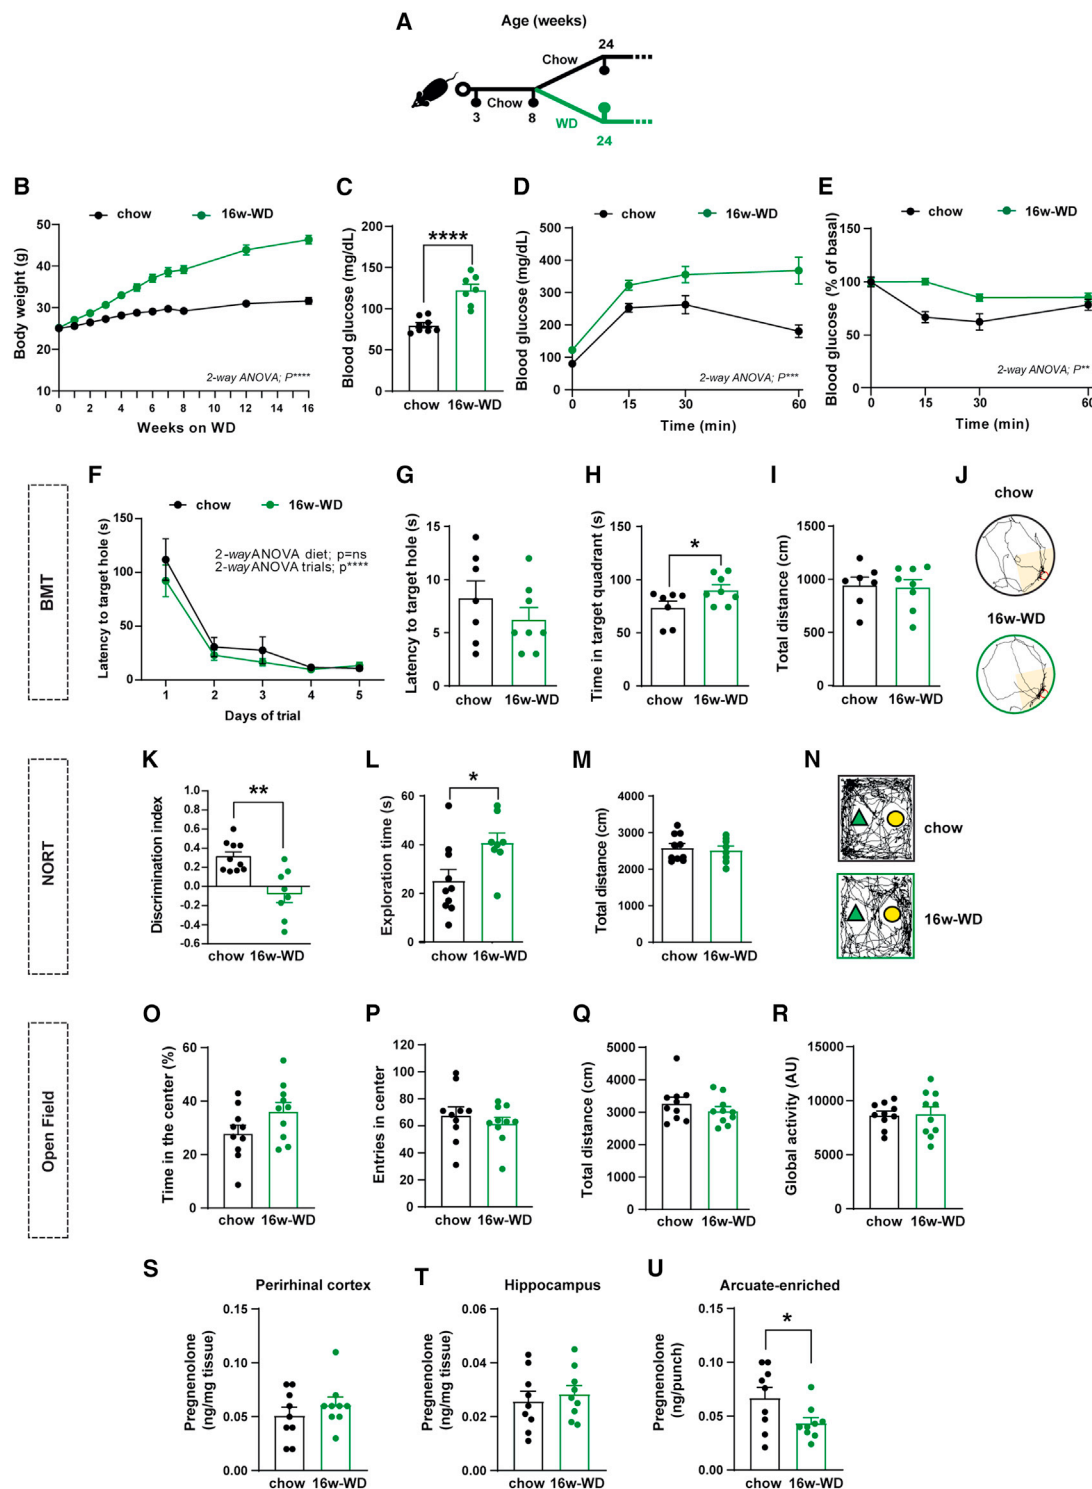 A
Age (weeks)
24
Chow
Chow
3
8
WD
24
B
chow
16w-WD
Body weight (g)
50
40
30
20
10
0 2 4 6 8 10 12 14 16
Weeks on WD
2-way ANOVA; P****
C
Blood glucose (mg/dL)
200
150
100
50
0
****
chow 16w-WD
D
chow
16w-WD
Blood glucose (mg/dL)
500
400
300
200
100
0
0 15 30 60
Time (min)
2-way ANOVA; P***
E
chow
16w-WD
Blood glucose (% of basal)
150
100
50
0
0 15 30 60
Time (min)
2-way ANOVA; P**
BMT
F
chow
16w-WD
Latency to target hole (s)
150
100
50
0
2-wayANOVA diet; p=ns
2-wayANOVA trials; p****
1 2 3 4 5
Days of trial
G
Latency to target hole (s)
15
10
5
0
chow 16w-WD
H
Time in target quadrant (s)
150
100
50
0
*
chow 16w-WD
I
Total distance (cm)
1500
1000
500
0
chow 16w-WD
J
chow
16w-WD
NORT
K
Discrimination index
1.0
0.8
0.6
0.4
0.2
0.0
-0.2
-0.4
-0.6
**
chow 16w-WD
L
Exploration time (s)
60
40
20
0
*
chow 16w-WD
M
Total distance (cm)
4000
3000
2000
1000
0
chow 16w-WD
N
chow
16w-WD
Open Field
O
Time in the center (%)
60
40
20
0
chow 16w-WD
P
Entries in center
120
100
80
60
40
20
0
chow 16w-WD
Q
Total distance (cm)
5000
4000
3000
2000
1000
0
chow 16w-WD
R
Global activity (AU)
15000
10000
5000
0
chow 16w-WD
S
Perirhinal cortex
Pregnenolone
(ng/mg tissue)
0.15
0.10
0.05
0.00
chow 16w-WD
T
Hippocampus
Pregnenolone
(ng/mg tissue)
0.06
0.04
0.02
0.00
chow 16w-WD
U
Arcuate-enriched
Pregnenolone
(ng/punch)
0.15
0.10
0.05
0.00
*
chow 16w-WD